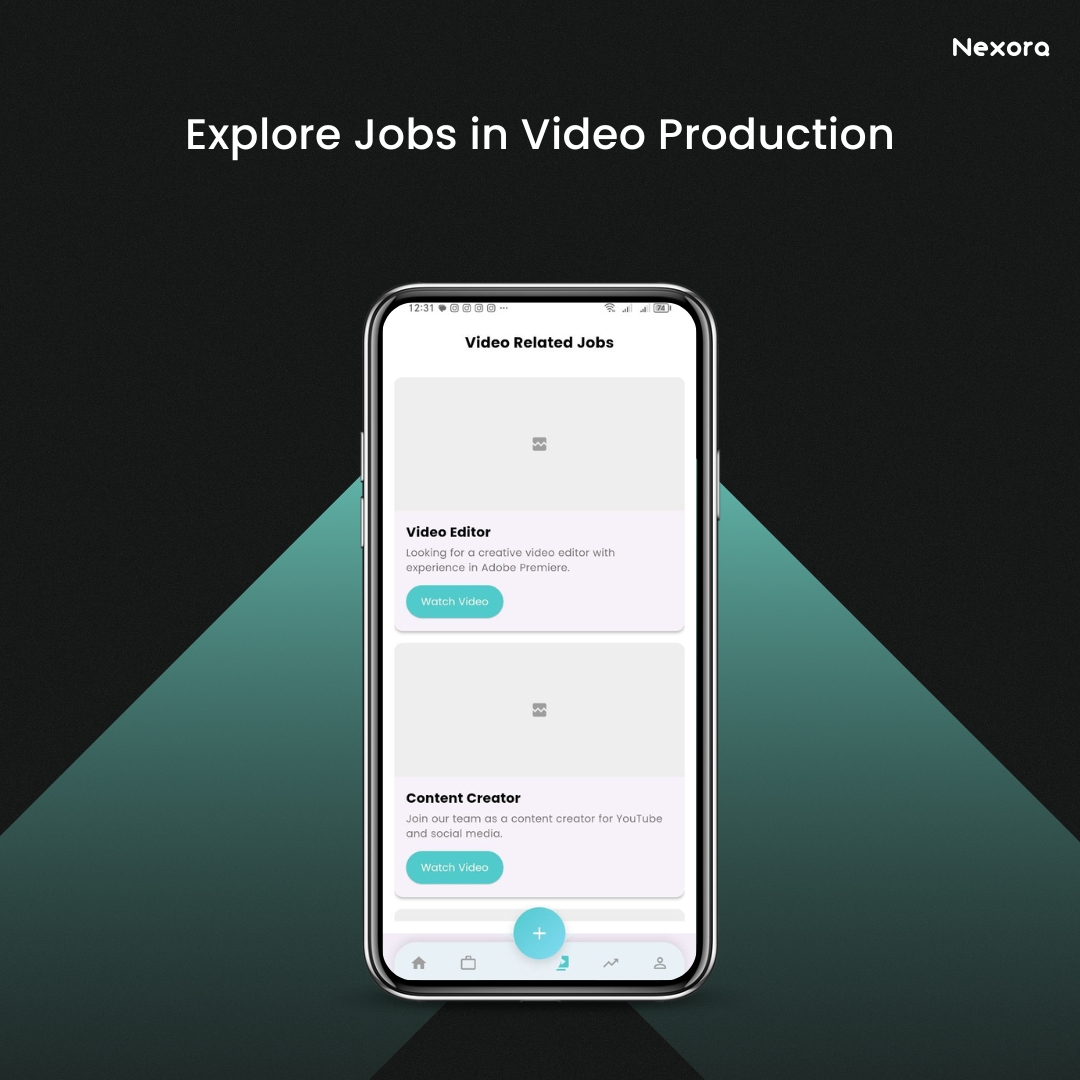 Nexora
Explore Jobs in Video Production
12:31
74
Video Related Jobs
Video Editor
Looking for a creative video editor with
experience in Adobe Premiere.
Watch Video
Content Creator
Join our team as a content creator for YouTube
and social media.
Watch Video